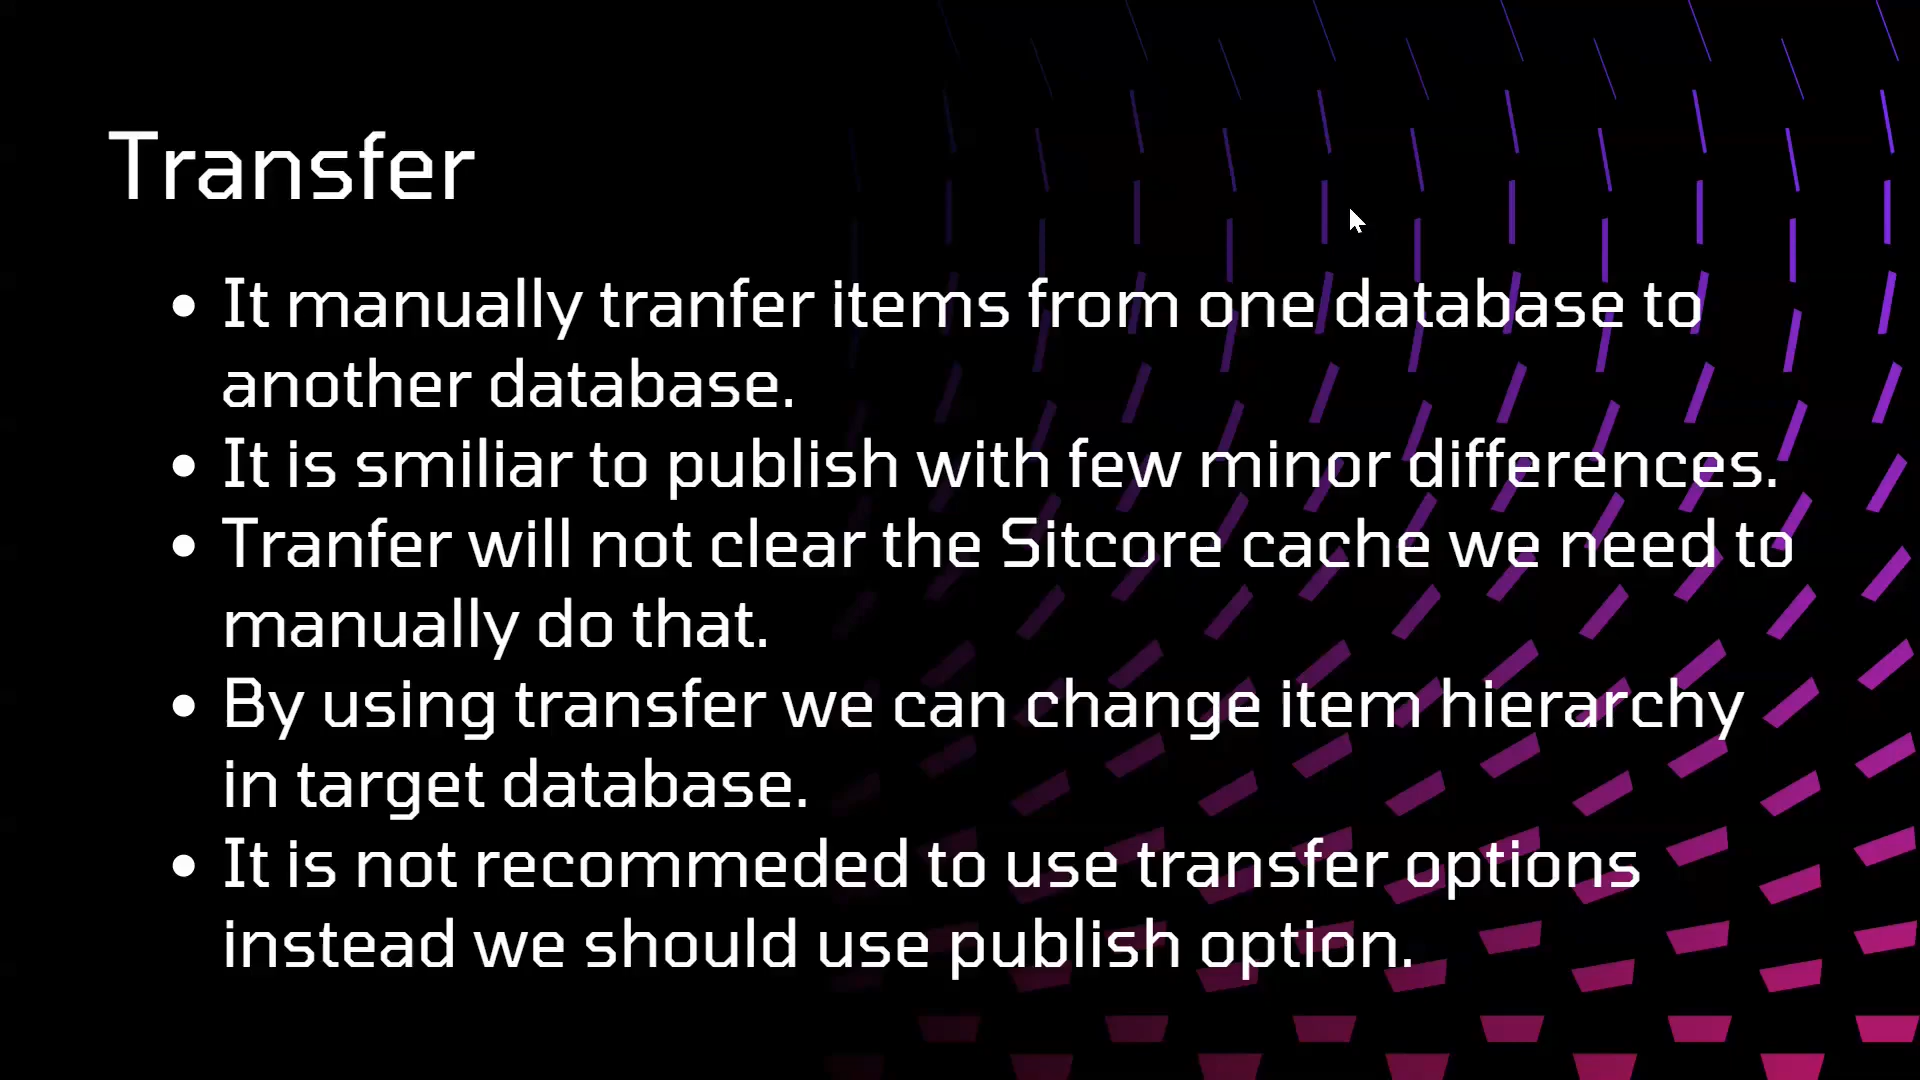 Transfer
• It manually tranfer items from one database to
another database.
• It is smiliar to publish with few minor differences.
• Tranfer will not clear the Sitcore cache we need to
manually do that.
• By using transfer we can change item hierarchy
in target database.
• It is not recommeded to use transfer options
instead we should use publish option.